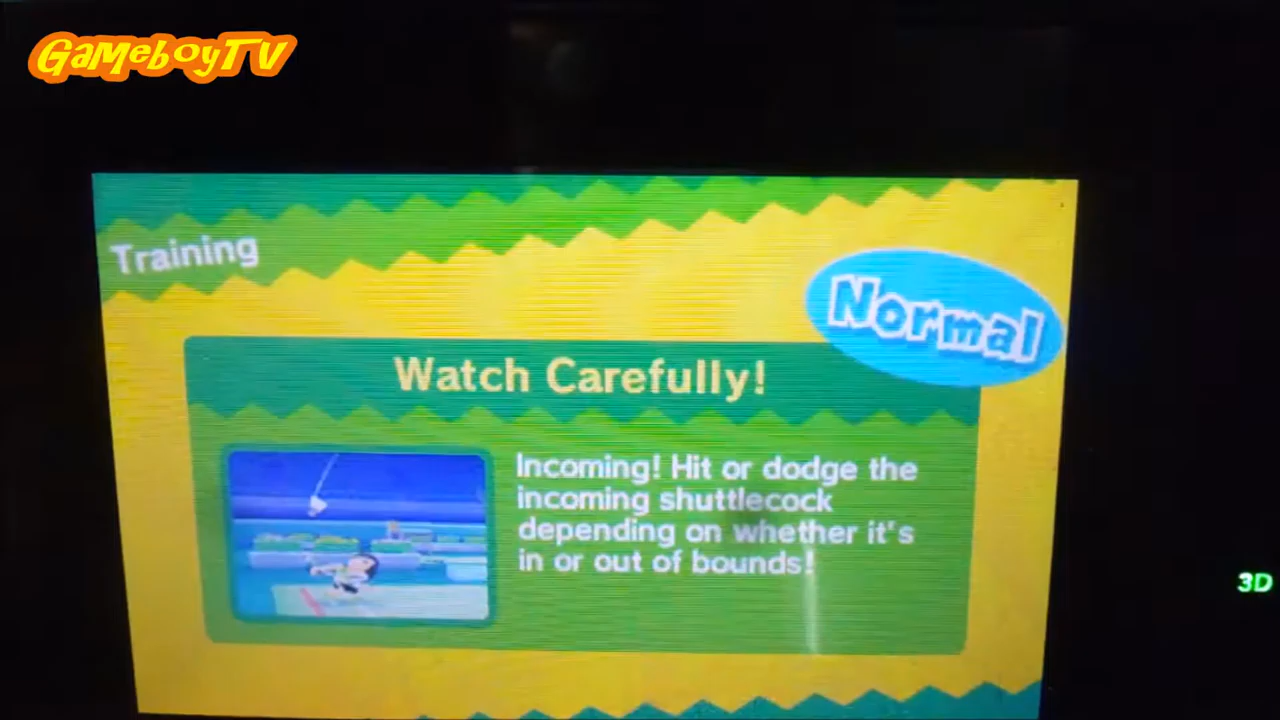 GameboyTV
Training
Normal
Watch Carefully!
Incoming! Hit or dodge the
incoming shuttlecock
depending on whether it's
in or out of bounds!
3D